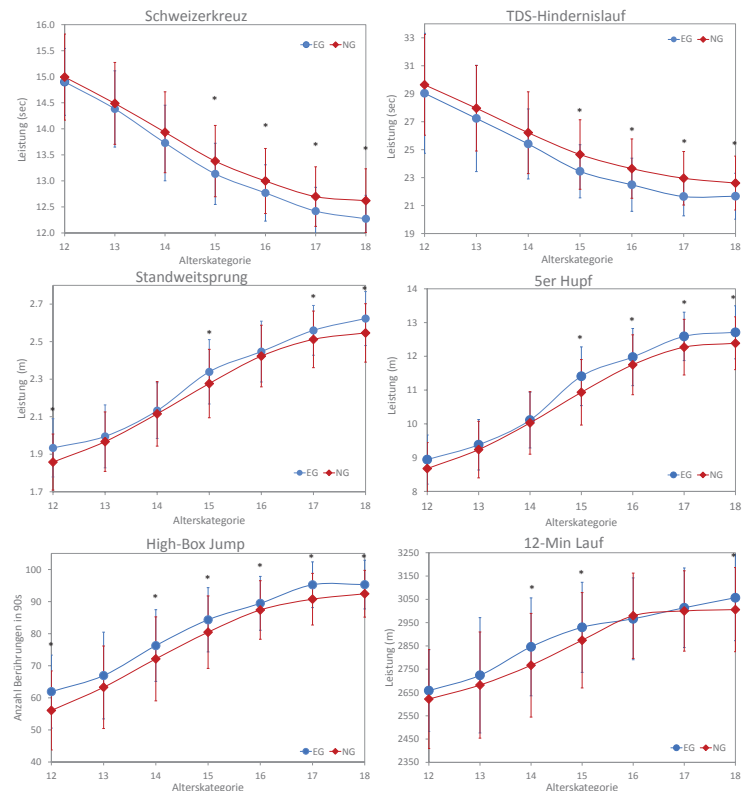 Schweizerkreuz
16.0
15.5
15.0
14.5
14.0
13.5
13.0
12.5
12.0
Leistung (sec)
EG NG
* * * *
12 13 14 15 16 17 18
Alterskategorie
TDS-Hindernislauf
33
31
29
27
25
23
21
19
Leistung (sec)
EG NG
* * * *
12 13 14 15 16 17 18
Alterskategorie
Standweitsprung
2.7
2.5
2.3
2.1
1.9
1.7
Leistung (m)
* * * *
EG NG
12 13 14 15 16 17 18
Alterskategorie
5er Hupf
14
13
12
11
10
9
8
Leistung (m)
* * * *
EG NG
12 13 14 15 16 17 18
Alterskategorie
High-Box Jump
100
90
80
70
60
50
40
Anzahl Berührungen in 90s
* * * * * *
EG NG
12 13 14 15 16 17 18
Alterskategorie
12-Min Lauf
3250
3150
3050
2950
2850
2750
2650
2550
2450
2350
Leistung (m)
* * *
EG NG
12 13 14 15 16 17 18
Alterskategorie